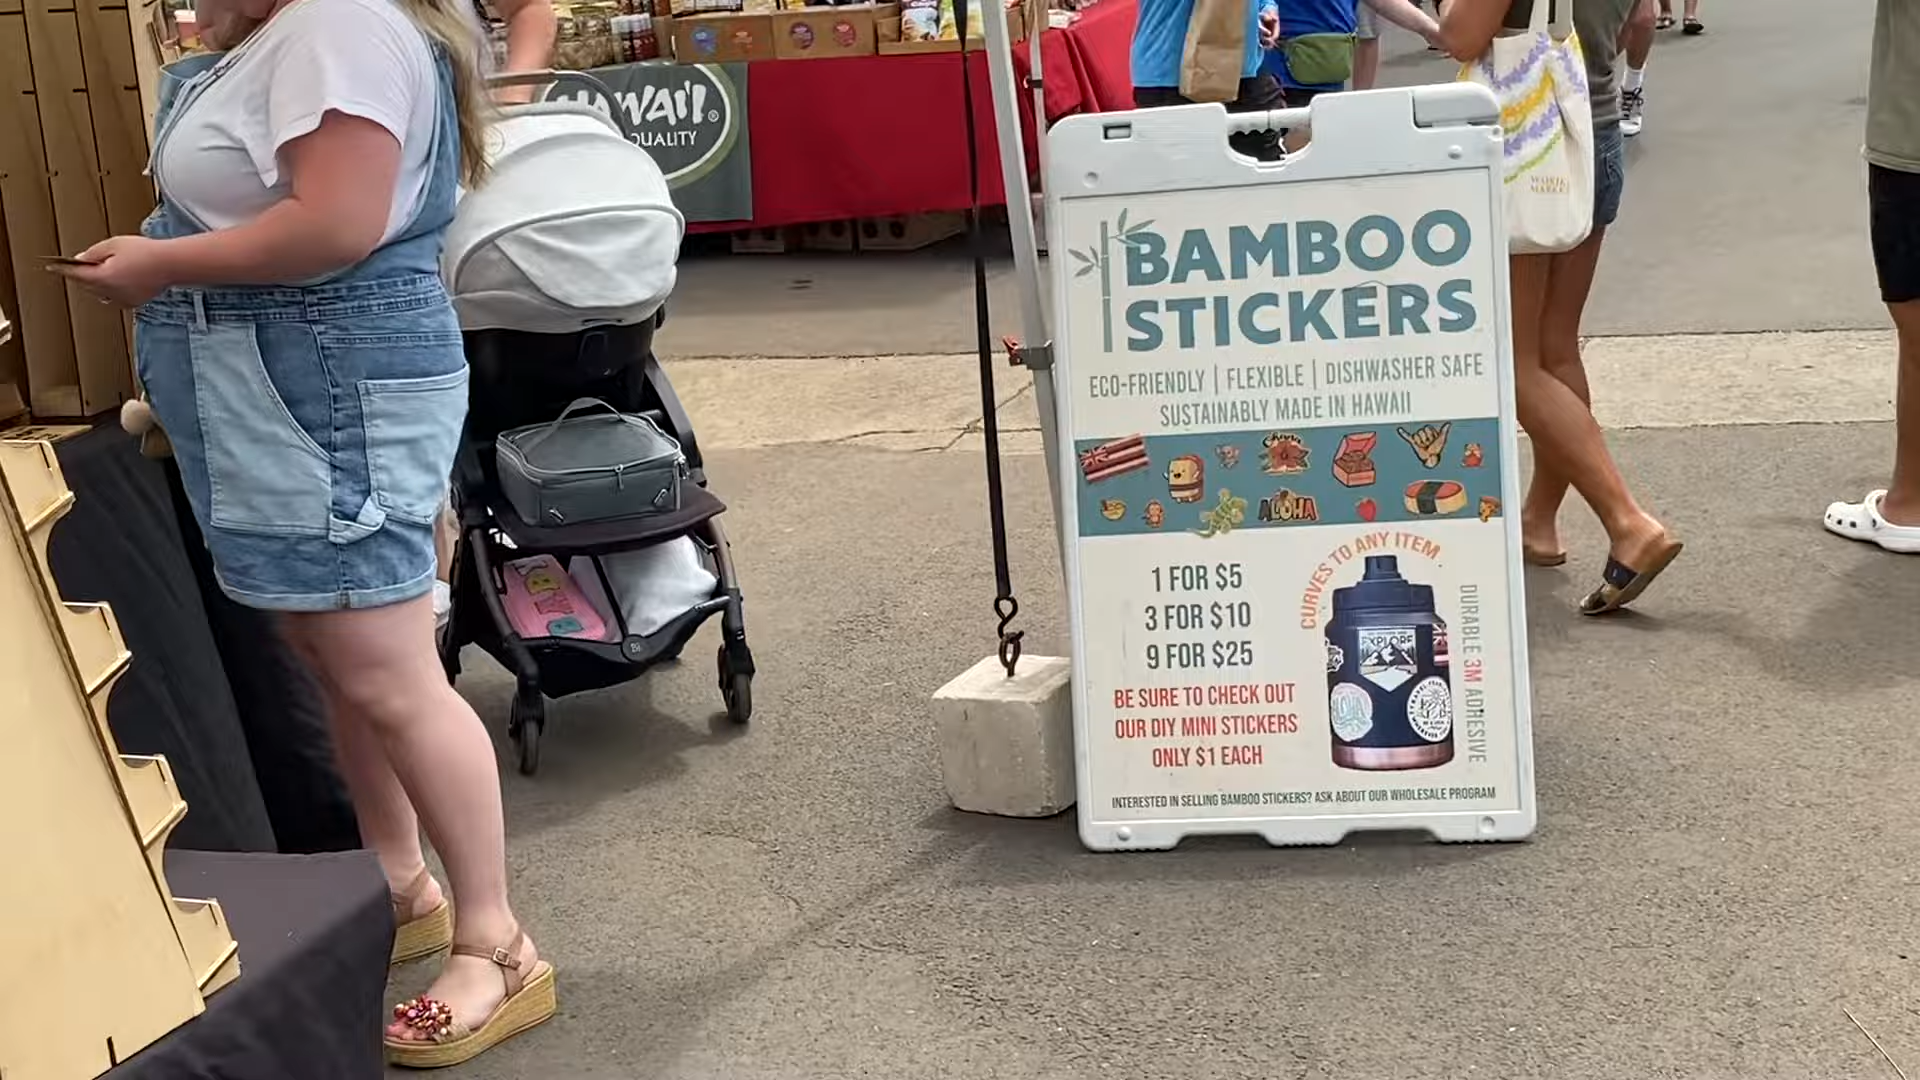 HAWAI'I®
QUALITY
BAMBOO
STICKERS
ECO-FRIENDLY | FLEXIBLE | DISHWASHER SAFE
SUSTAINABLY MADE IN HAWAII
Ohana
ALOHA
1 FOR $5
3 FOR $10
9 FOR $25
BE SURE TO CHECK OUT
OUR DIY MINI STICKERS
ONLY $1 EACH
CURVES TO ANY ITEM
EXPLORE
DURABLE 3M ADHESIVE
INTERESTED IN SELLING BAMBOO STICKERS? ASK ABOUT OUR WHOLESALE PROGRAM